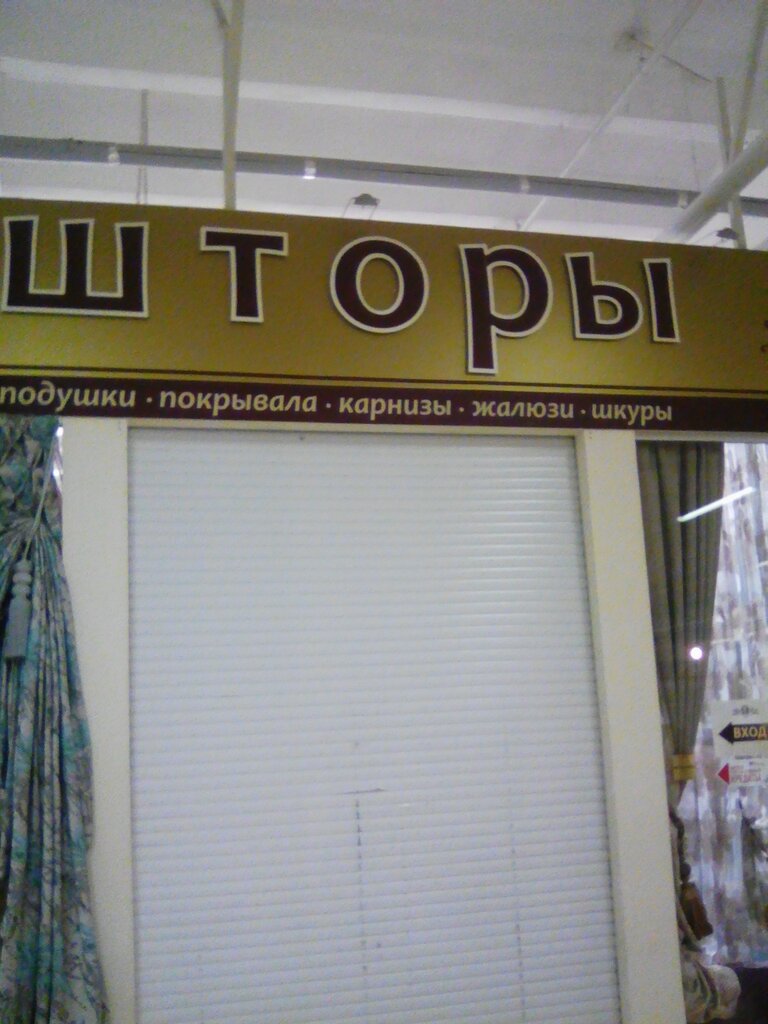 шторы
подушки · покрывала · карнизы · жалюзи · шкуры
ВХОД